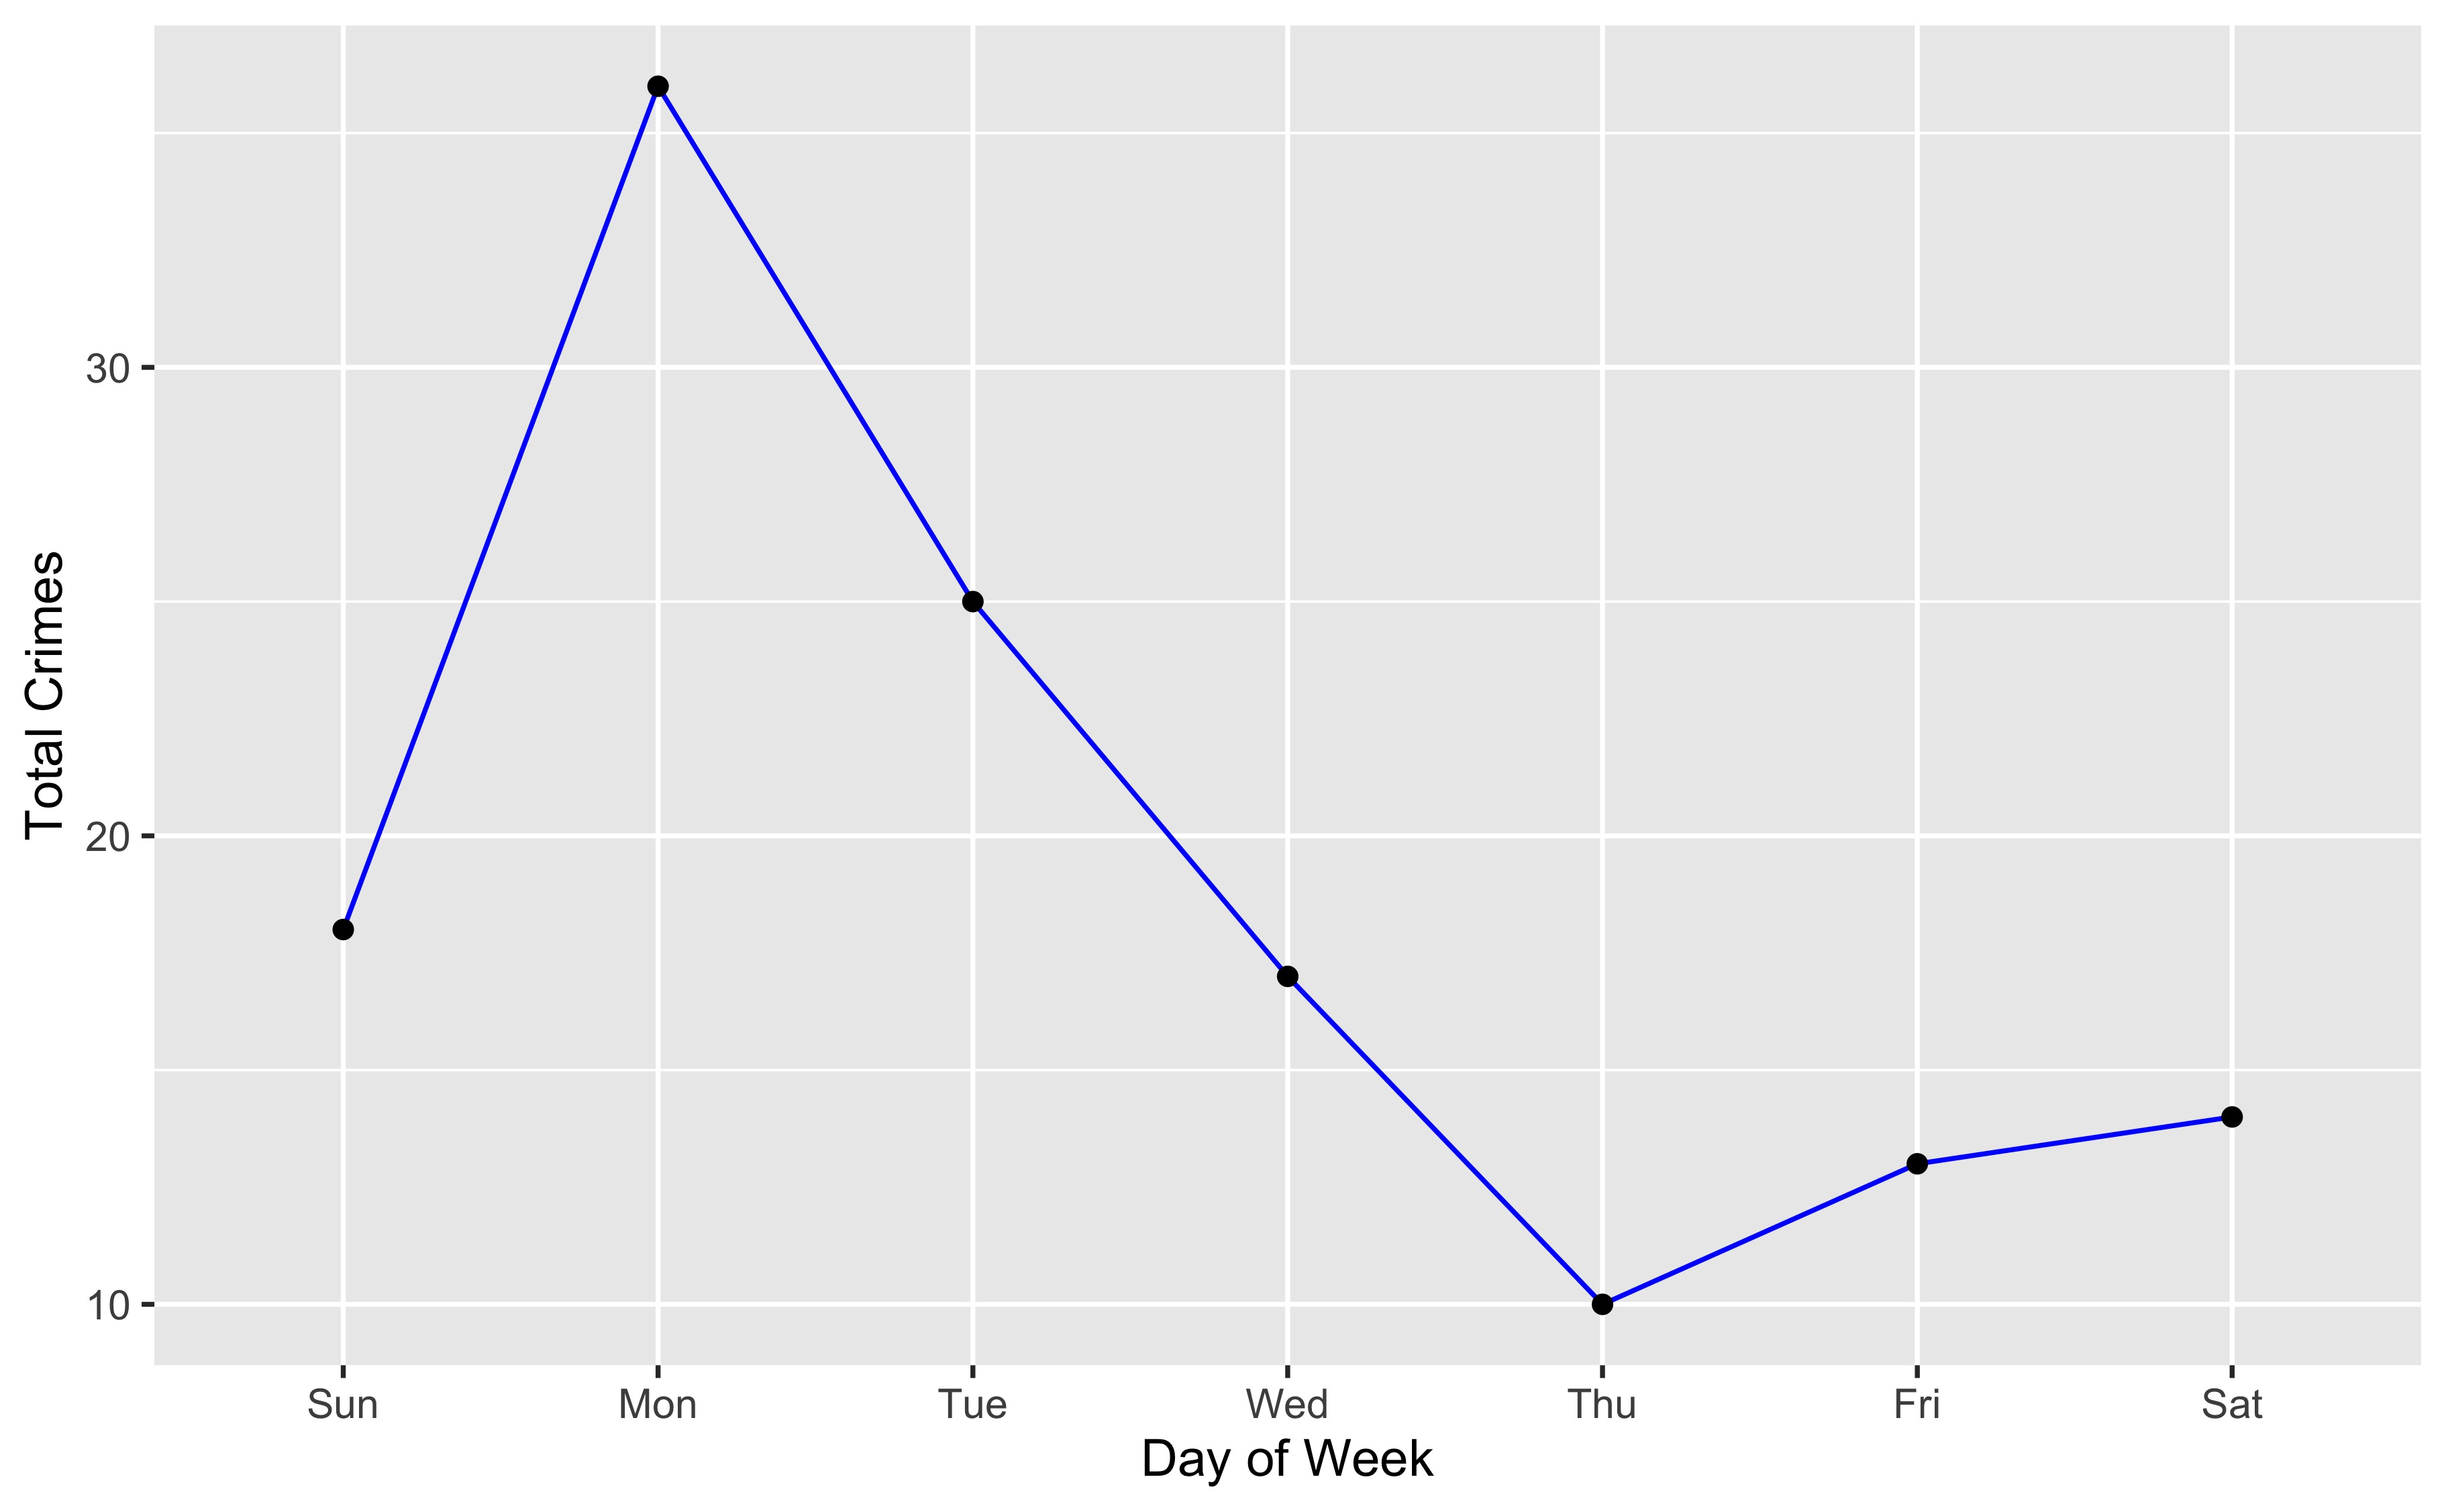 Total Crimes
30
20
10
Sun Mon Tue Wed Thu Fri Sat
Day of Week